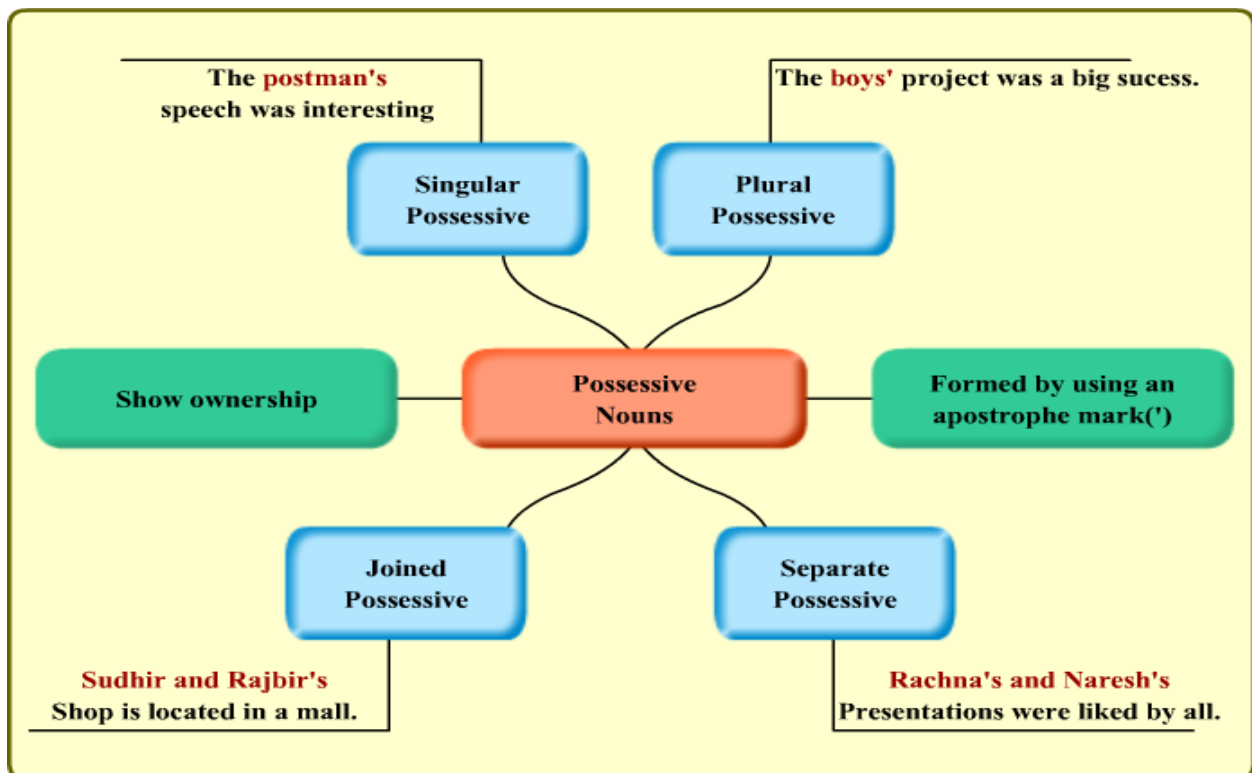 The postman's
speech was interesting
The boys' project was a big sucess.
Singular
Possessive
Plural
Possessive
Show ownership
Possessive
Nouns
Formed by using an
apostrophe mark(')
Joined
Possessive
Separate
Possessive
Sudhir and Rajbir's
Shop is located in a mall.
Rachna's and Naresh's
Presentations were liked by all.